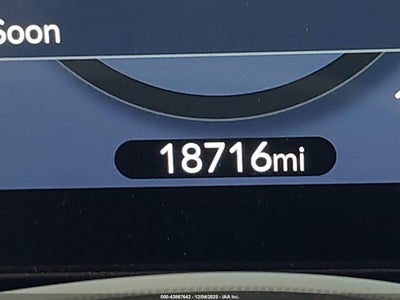 Soon
18716mi
000-43867642 - 12/04/2025 - IAA Inc.